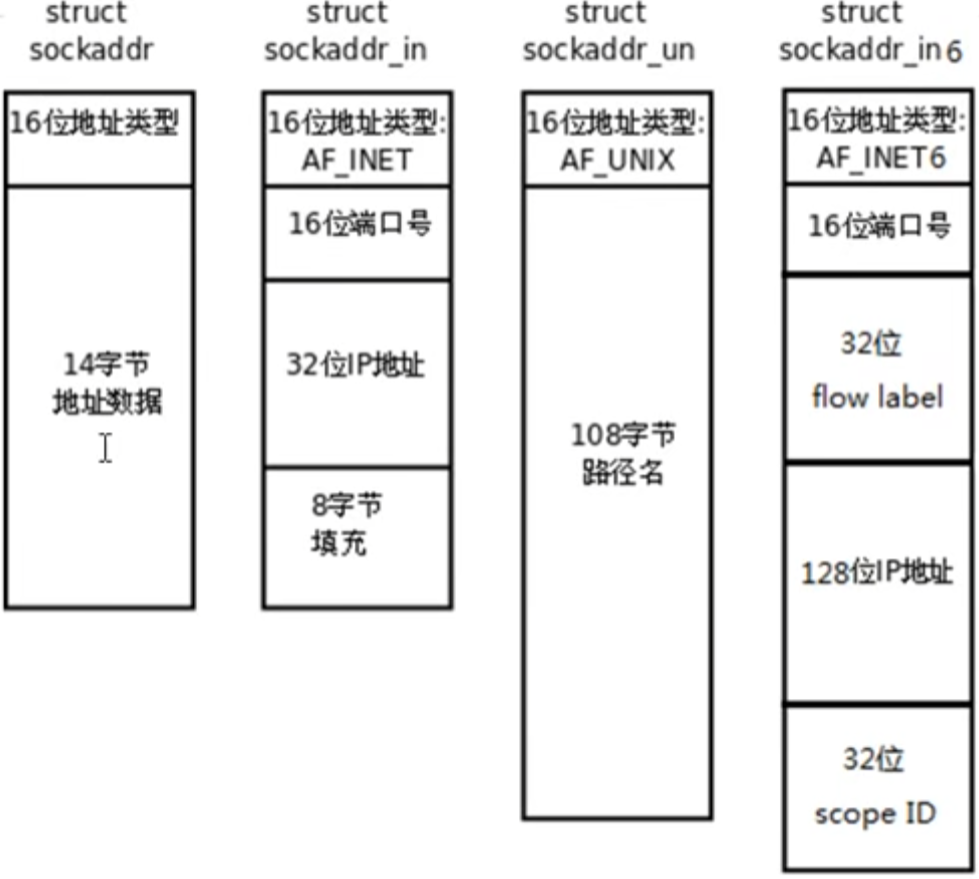 struct
sockaddr
16位地址类型
14字节
地址数据
struct
sockaddr_in
16位地址类型:
AF_INET
16位端口号
32位IP地址
8字节
填充
struct
sockaddr_un
16位地址类型:
AF_UNIX
108字节
路径名
struct
sockaddr_in6
16位地址类型:
AF_INET6
16位端口号
32位
flow label
128位IP地址
32位
scope ID